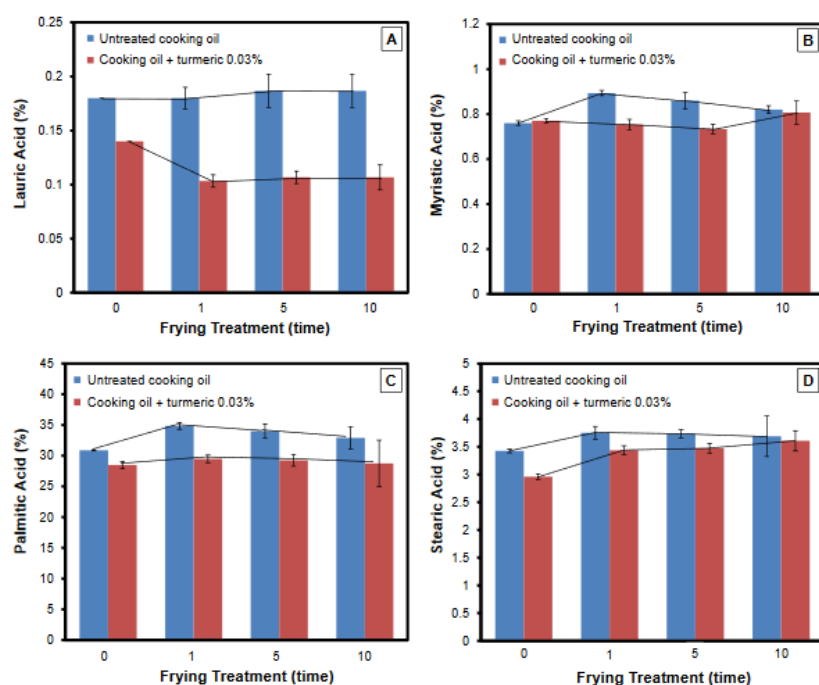 A
Untreated cooking oil
Cooking oil + turmeric 0.03%
Lauric Acid (%)
0.25
0.2
0.15
0.1
0.05
0
0 1 5 10
Frying Treatment (time)
B
Untreated cooking oil
Cooking oil + turmeric 0.03%
Myristic Acid (%)
1.2
1
0.8
0.6
0.4
0.2
0
0 1 5 10
Frying Treatment (time)
C
Untreated cooking oil
Cooking oil + turmeric 0.03%
Palmitic Acid (%)
45
40
35
30
25
20
15
10
5
0
0 1 5 10
Frying Treatment (time)
D
Untreated cooking oil
Cooking oil + turmeric 0.03%
Stearic Acid (%)
5
4.5
4
3.5
3
2.5
2
1.5
1
0.5
0
0 1 5 10
Frying Treatment (time)